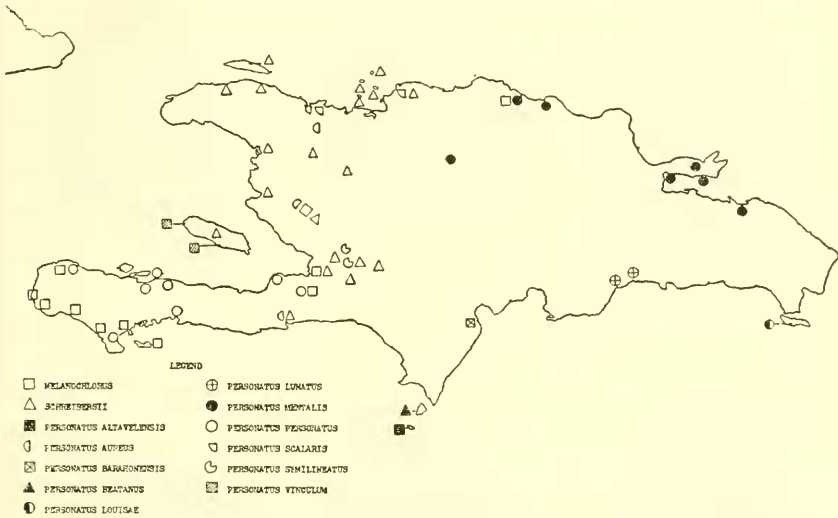 LEGEND
MELANOCHLORUS
SCHREIBERSII
PERSONATUS ALTAVELENSIS
PERSONATUS AUREUS
PERSONATUS BARAHONENSIS
PERSONATUS BEATANUS
PERSONATUS LOUISAE
PERSONATUS LUNATUS
PERSONATUS MENTALIS
PERSONATUS PERSONATUS
PERSONATUS SCALARIS
PERSONATUS SIMILINEATUS
PERSONATUS VINCULUM